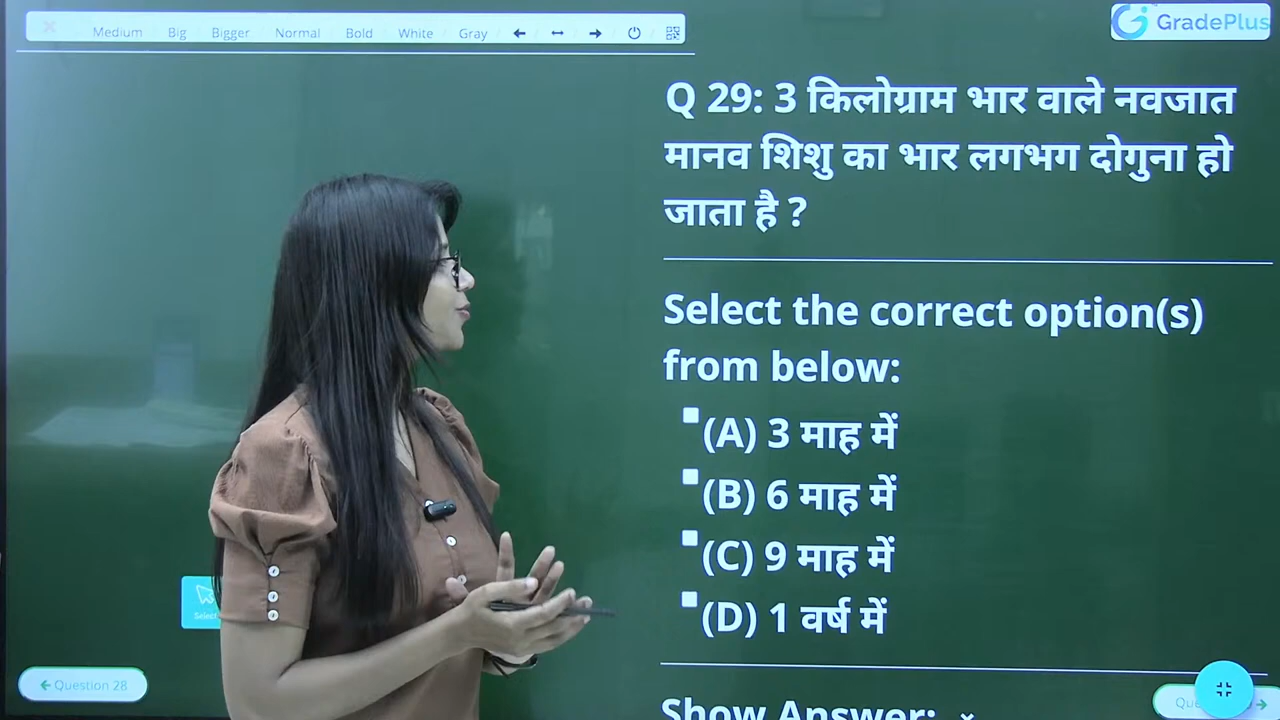 Medium Big Bigger Normal Bold White Gray
GradePlus
Q 29: 3 किलोग्राम भार वाले नवजात
मानव शिशु का भार लगभग दोगुना हो
जाता है ?
Select the correct option(s)
from below:
(A) 3 माह में
(B) 6 माह में
(C) 9 माह में
(D) 1 वर्ष में
Select
Question 28
Show Answer: